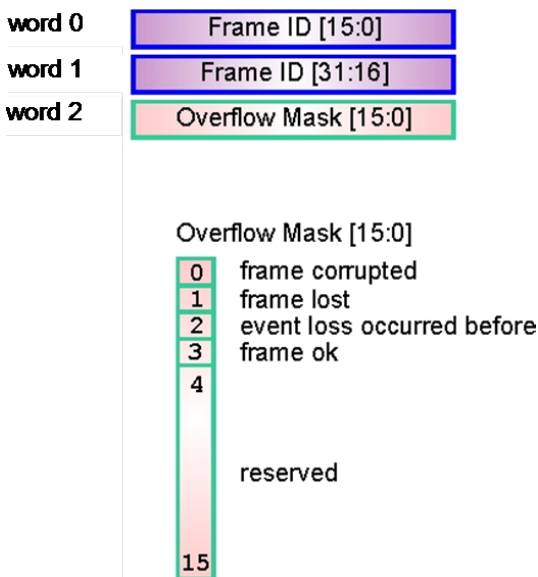 word 0 Frame ID [15:0]
word 1 Frame ID [31:16]
word 2 Overflow Mask [15:0]
Overflow Mask [15:0]
0 frame corrupted
1 frame lost
2 event loss occurred before
3 frame ok
4
reserved
15